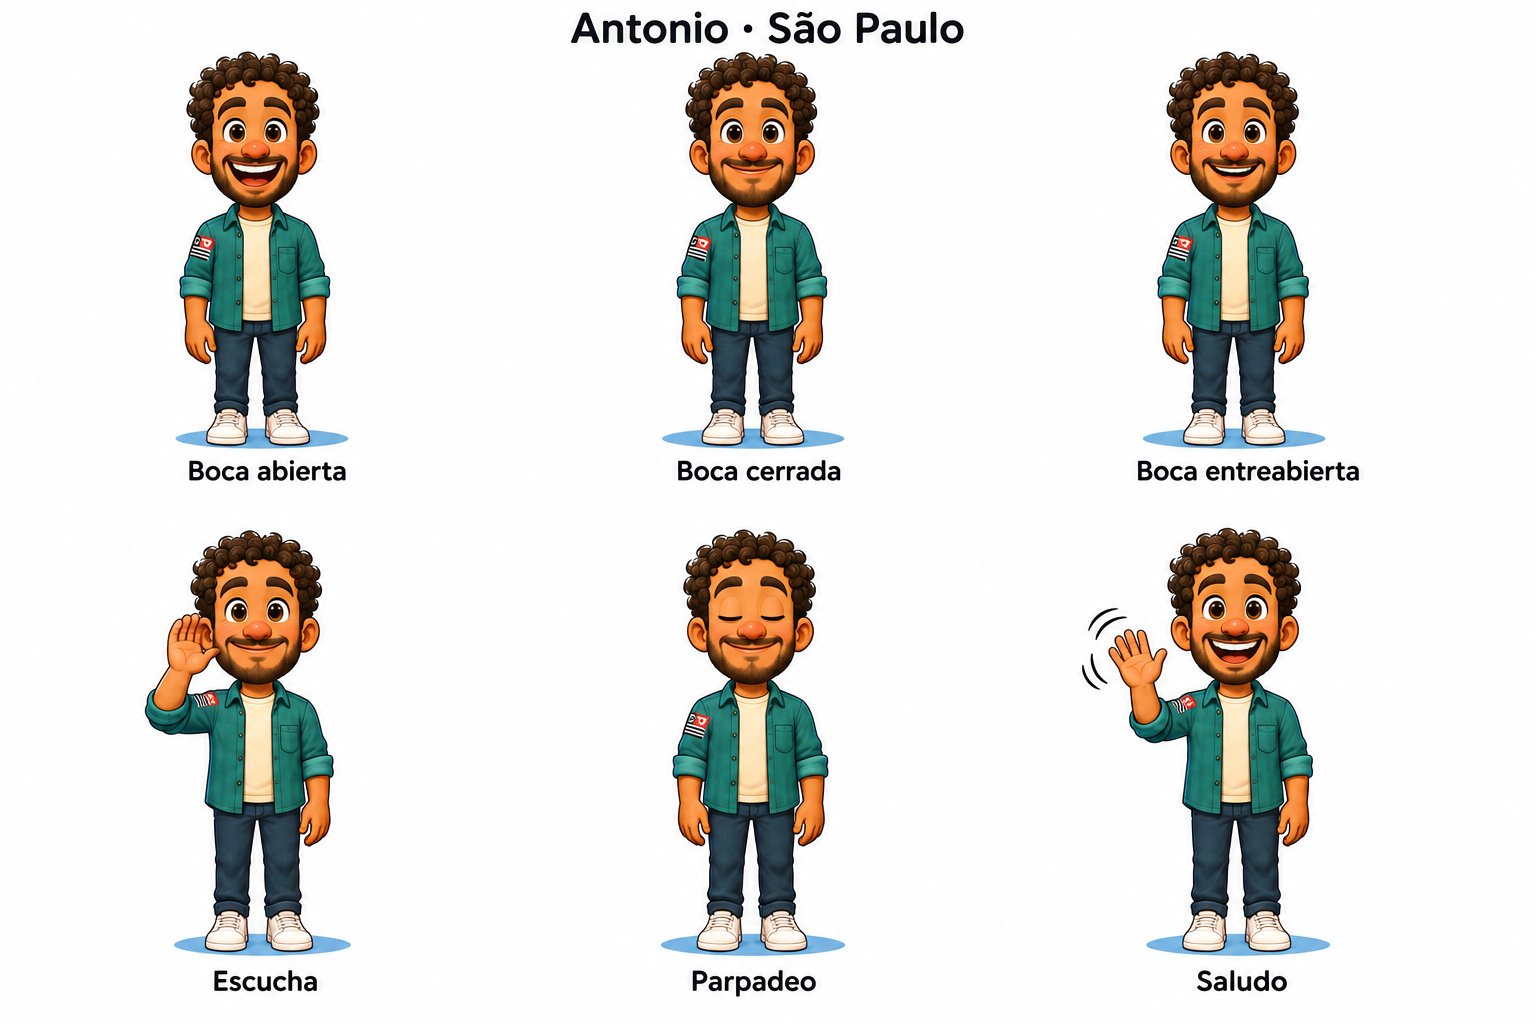 Antonio · São Paulo
Boca abierta
Boca cerrada
Boca entreabierta
Escucha
Parpadeo
Saludo